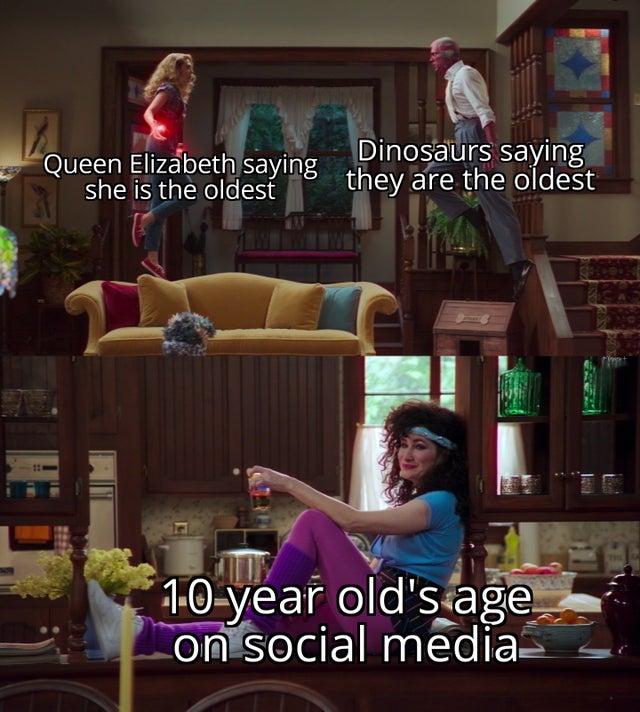 Queen Elizabeth saying
she is the oldest
Dinosaurs saying
they are the oldest
10 year old's age
on social media